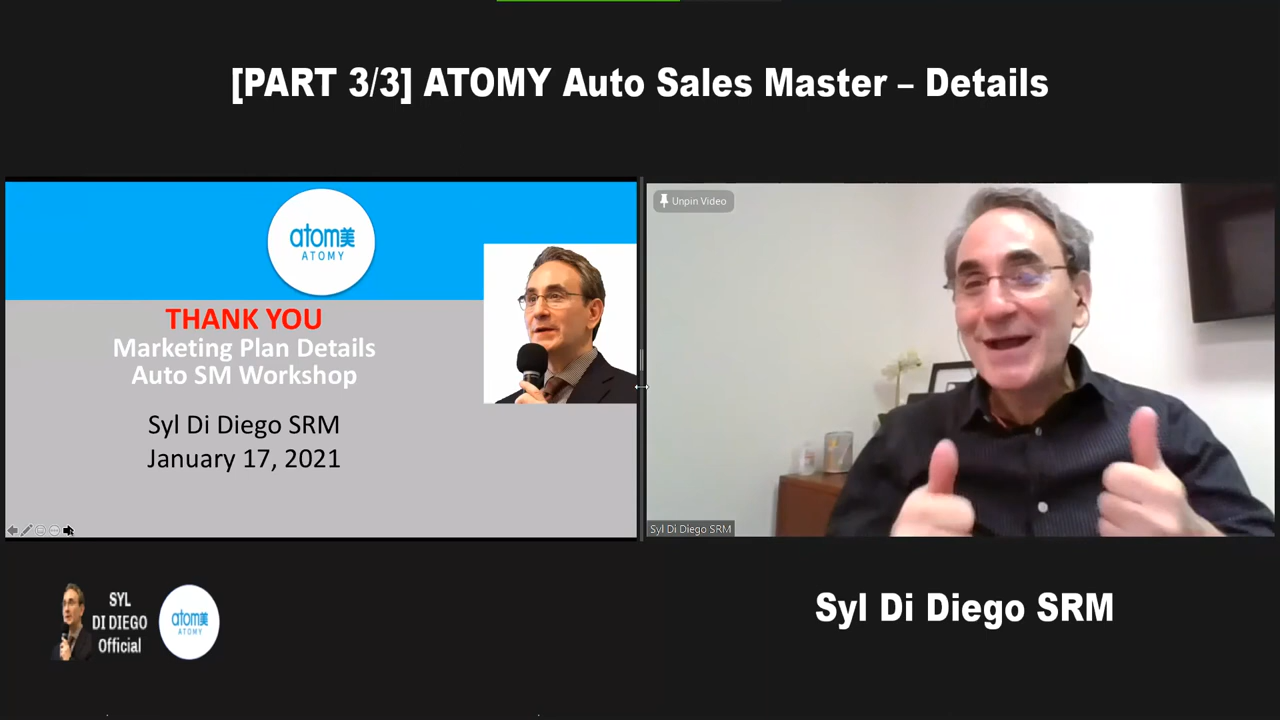 [PART 3/3] ATOMY Auto Sales Master – Details
atom美
ATOMY
THANK YOU
Marketing Plan Details
Auto SM Workshop
Syl Di Diego SRM
January 17, 2021
Unpin Video
Syl Di Diego SRM
SYL
DI DIEGO
Official
atom美
ATOMY
Syl Di Diego SRM